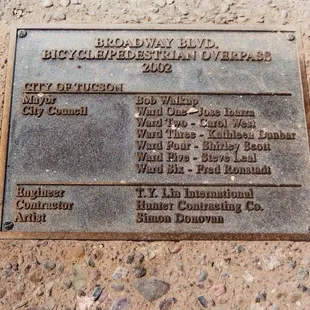 BROADWAY BLVD.
BICYCLE/PEDESTRIAN OVERPASS
2002
CITY OF TUCSON
Mayor Bob Walkup
City Council Ward One - Jose Ibarra
Ward Two - Carol West
Ward Three - Kathleen Dunbar
Ward Four - Shirley Scott
Ward Five - Steve Leal
Ward Six - Fred Ronstadt
Engineer T.Y. Lin International
Contractor Hunter Contracting Co.
Artist Simon Donovan